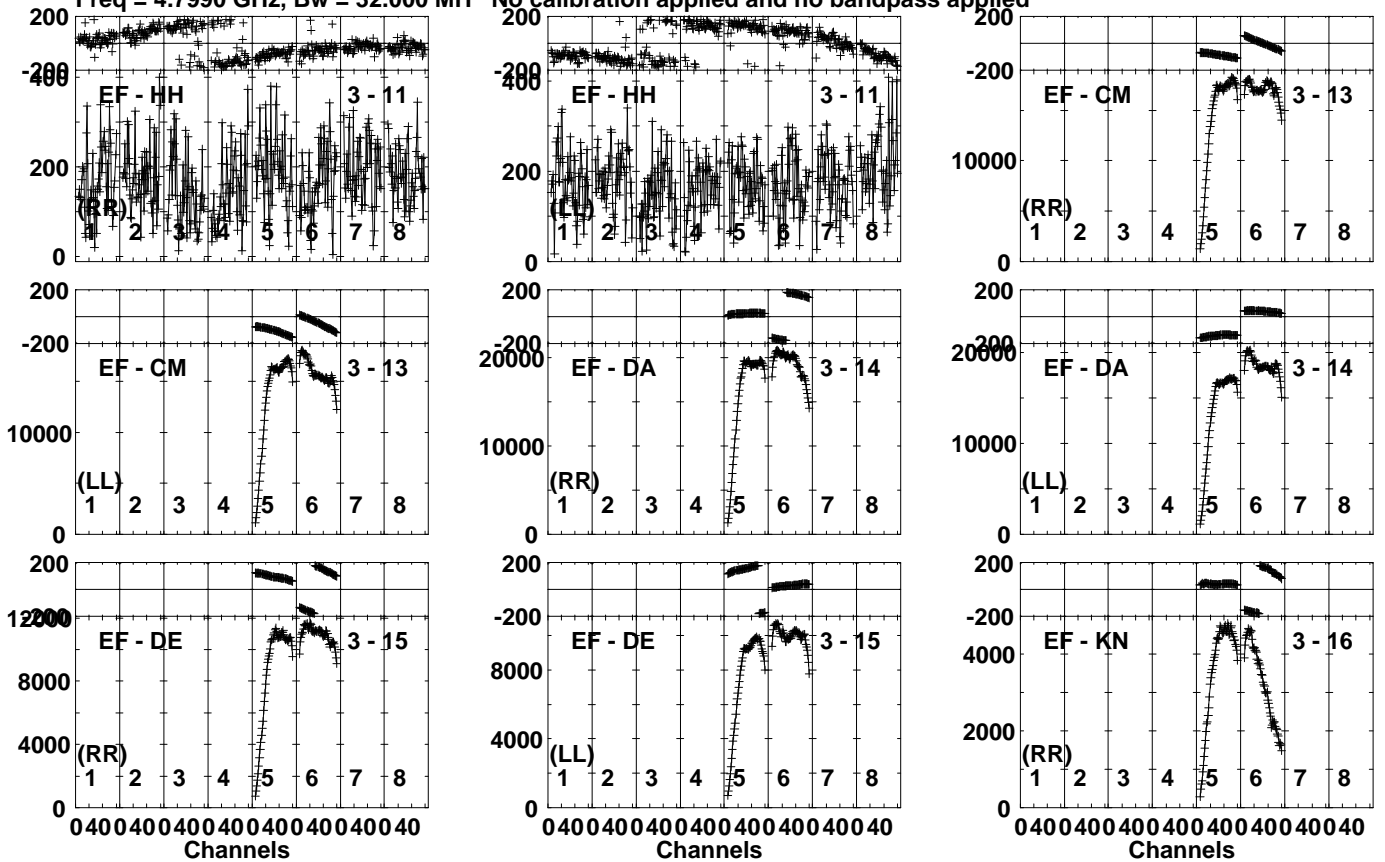 Freq = 4.7990 GHz, Bw = 32.000 MH No calibration applied and no bandpass applied
200 200 200
-200 -200 -200
400 400
EF - HH 3 - 11 EF - HH 3 - 11 EF - CM 3 - 13
200 200 10000
(RR) (LL) (RR)
1 2 3 4 5 6 7 8 1 2 3 4 5 6 7 8 1 2 3 4 5 6 7 8
0 0 0
200 200 200
-200 -200 -200
20000 20000
EF - CM 3 - 13 EF - DA 3 - 14 EF - DA 3 - 14
10000 10000 10000
(LL) (RR) (LL)
1 2 3 4 5 6 7 8 1 2 3 4 5 6 7 8 1 2 3 4 5 6 7 8
0 0 0
200 200 200
-200 -200 -200
12000
EF - DE 3 - 15 EF - DE 3 - 15 EF - KN 3 - 16
8000 8000 4000
4000 4000 2000
(RR) (LL) (RR)
1 2 3 4 5 6 7 8 1 2 3 4 5 6 7 8 1 2 3 4 5 6 7 8
0 0 0
0 40 0 40 0 40 0 40 0 40 0 40 0 40 0 40 0 40 0 40 0 40 0 40 0 40 0 40 0 40 0 40 0 40 0 40 0 40 0 40 0 40 0 40 0 40 0 40
Channels Channels Channels